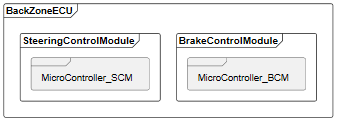 BackZoneECU
SteeringControlModule
BrakeControlModule
MicroController_SCM
MicroController_BCM